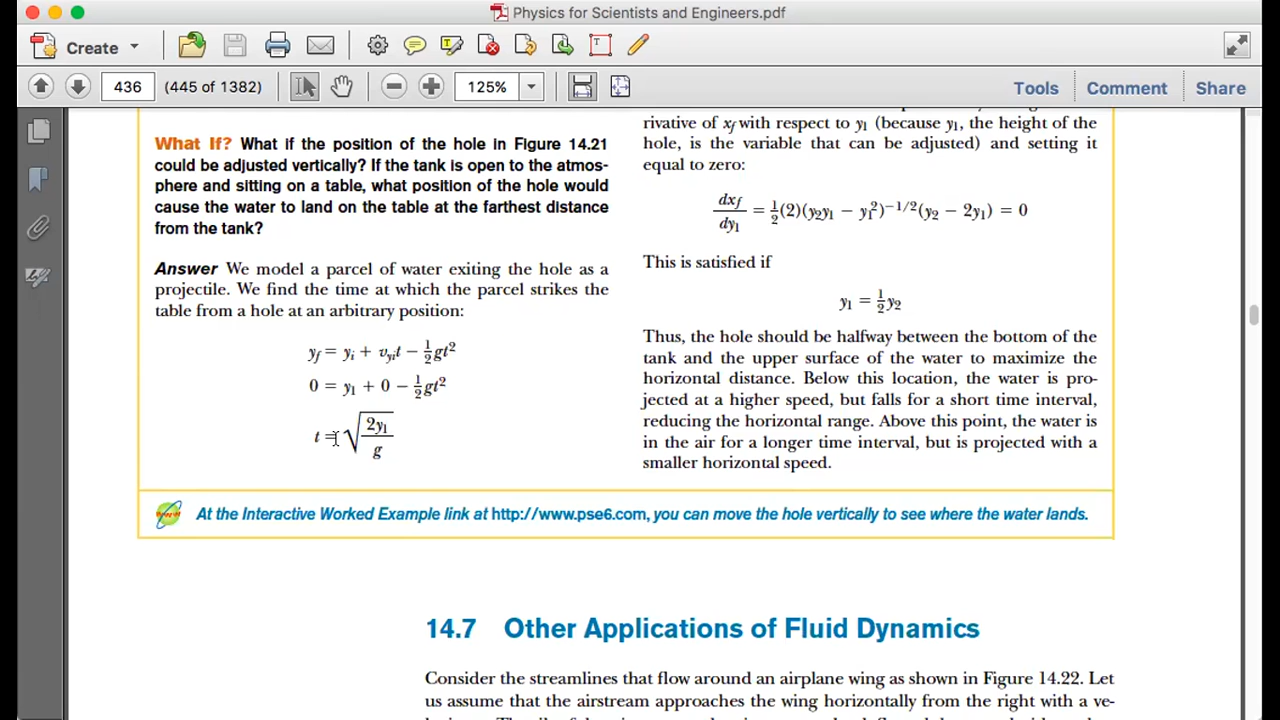 Physics for Scientists and Engineers.pdf
Create
436 (445 of 1382) 125% Tools Comment Share
What If? What if the position of the hole in Figure 14.21
could be adjusted vertically? If the tank is open to the atmos-
phere and sitting on a table, what position of the hole would
cause the water to land on the table at the farthest distance
from the tank?
Answer We model a parcel of water exiting the hole as a
projectile. We find the time at which the parcel strikes the
table from a hole at an arbitrary position:
y_f = y_i + v_{yi}t − ½gt²
0 = y₁ + 0 − ½gt²
t = √(2y₁/g)
rivative of x_f with respect to y₁ (because y₁, the height of the
hole, is the variable that can be adjusted) and setting it
equal to zero:
dx_f/dy₁ = ½(2)(y₂y₁ − y₁²)^{−1/2}(y₂ − 2y₁) = 0
This is satisfied if
y₁ = ½y₂
Thus, the hole should be halfway between the bottom of the
tank and the upper surface of the water to maximize the
horizontal distance. Below this location, the water is pro-
jected at a higher speed, but falls for a short time interval,
reducing the horizontal range. Above this point, the water is
in the air for a longer time interval, but is projected with a
smaller horizontal speed.
At the Interactive Worked Example link at http://www.pse6.com, you can move the hole vertically to see where the water lands.
14.7 Other Applications of Fluid Dynamics
Consider the streamlines that flow around an airplane wing as shown in Figure 14.22. Let
us assume that the airstream approaches the wing horizontally from the right with a ve-